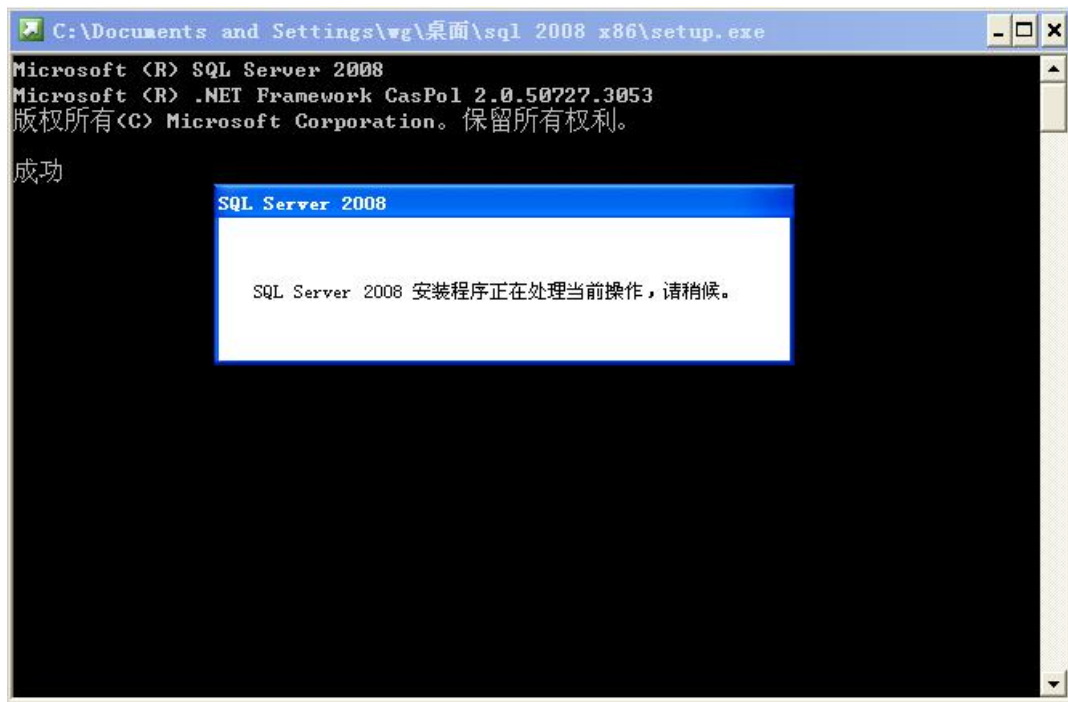 C:\Documents and Settings\wg\桌面\sql 2008 x86\setup.exe
Microsoft (R) SQL Server 2008
Microsoft (R) .NET Framework CasPol 2.0.50727.3053
版权所有(C) Microsoft Corporation。保留所有权利。
成功
SQL Server 2008
SQL Server 2008 安装程序正在处理当前操作，请稍候。